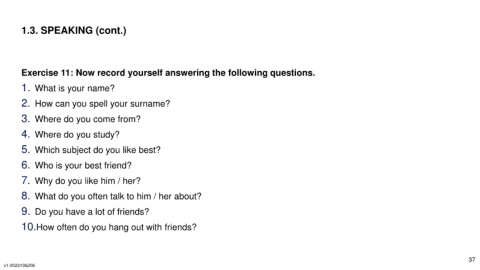 1.3. SPEAKING (cont.)
Exercise 11: Now record yourself answering the following questions.
1. What is your name?
2. How can you spell your surname?
3. Where do you come from?
4. Where do you study?
5. Which subject do you like best?
6. Who is your best friend?
7. Why do you like him / her?
8. What do you often talk to him / her about?
9. Do you have a lot of friends?
10.How often do you hang out with friends?
37
v1.0023106206